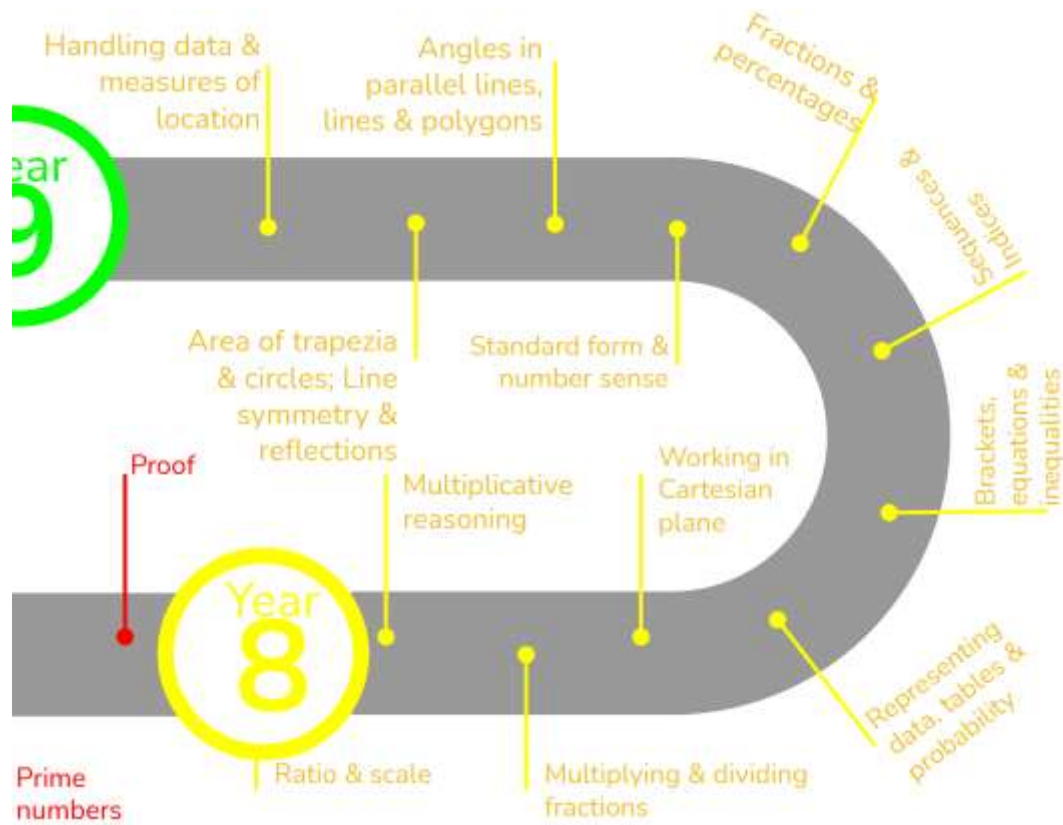 Handling data &
measures of
location
Angles in
parallel lines,
lines & polygons
Fractions &
percentages
Sequences &
Indices
ear
9
Area of trapezia
& circles; Line
symmetry &
reflections
Standard form &
number sense
Brackets,
equations &
inequalities
Proof
Multiplicative
reasoning
Working in
Cartesian
plane
Year
8
Representing
data, tables &
probability
Prime
numbers
Ratio & scale
Multiplying & dividing
fractions